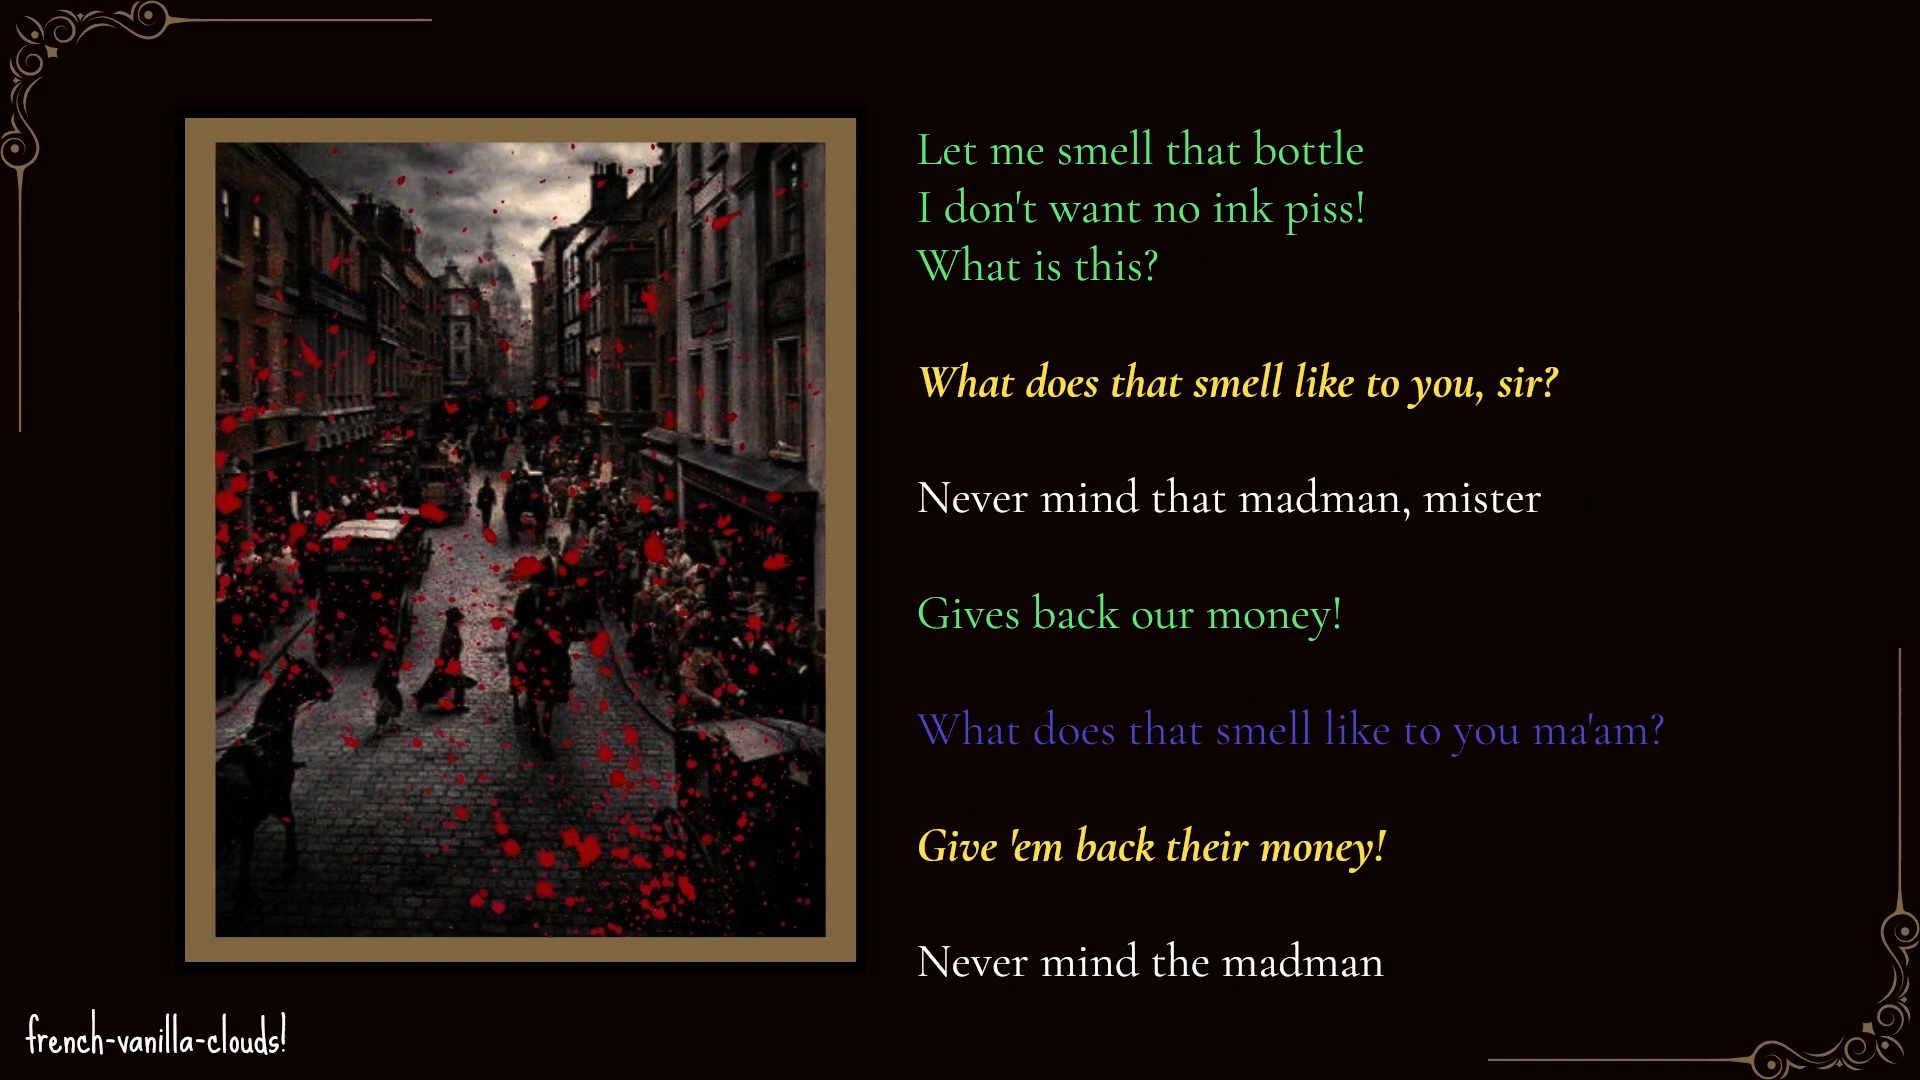 Let me smell that bottle
I don't want no ink piss!
What is this?
What does that smell like to you, sir?
Never mind that madman, mister
Gives back our money!
What does that smell like to you ma'am?
Give 'em back their money!
Never mind the madman
french-vanilla-clouds!